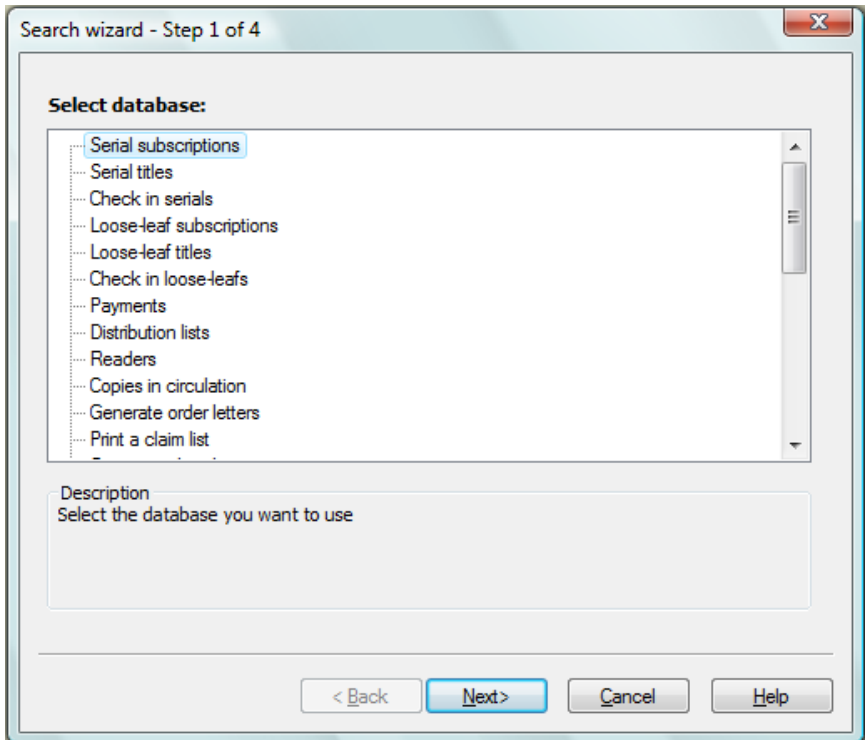 Search wizard - Step 1 of 4
Select database:
Serial subscriptions
Serial titles
Check in serials
Loose-leaf subscriptions
Loose-leaf titles
Check in loose-leafs
Payments
Distribution lists
Readers
Copies in circulation
Generate order letters
Print a claim list
Description
Select the database you want to use
< Back Next> Cancel Help